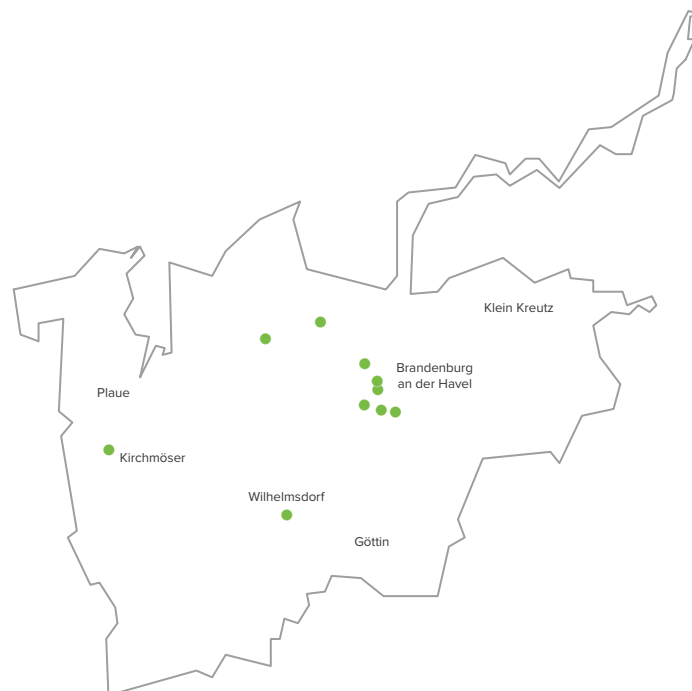 Klein Kreutz
Brandenburg
an der Havel
Plaue
Kirchmöser
Wilhelmsdorf
Göttin